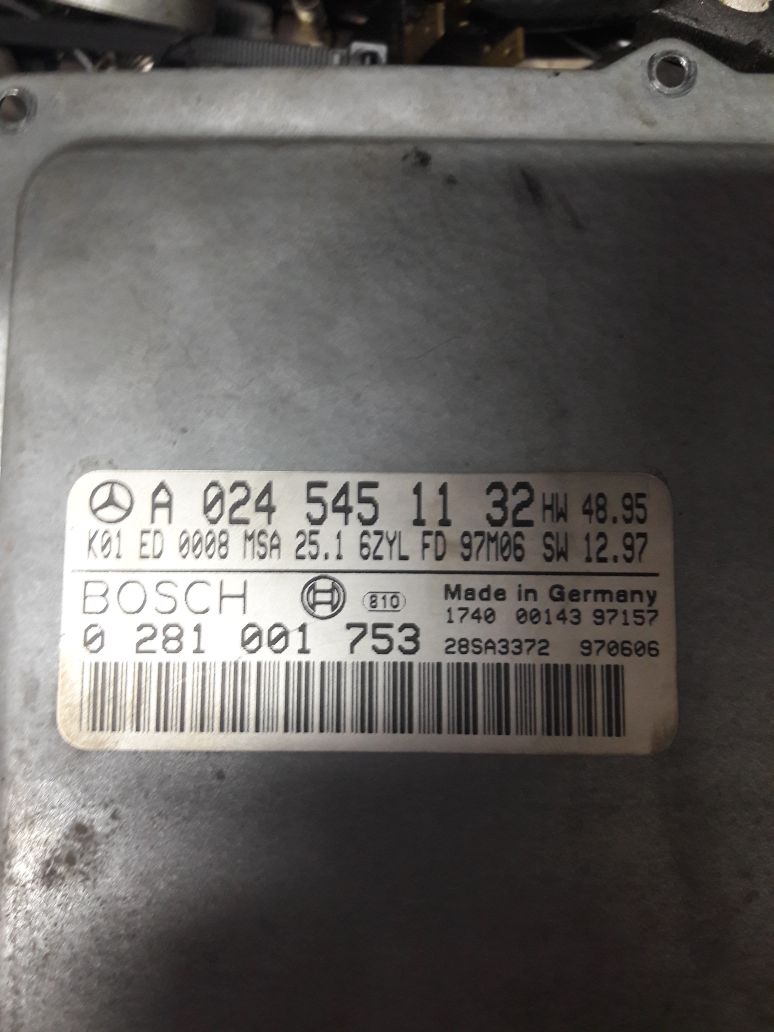 A 024 545 11 32 HW 48.95
K01 ED 0008 MSA 25.1 6ZYL FD 97M06 SW 12.97
BOSCH 810 Made in Germany
1740 00143 97157
0 281 001 753 28SA3372 970606